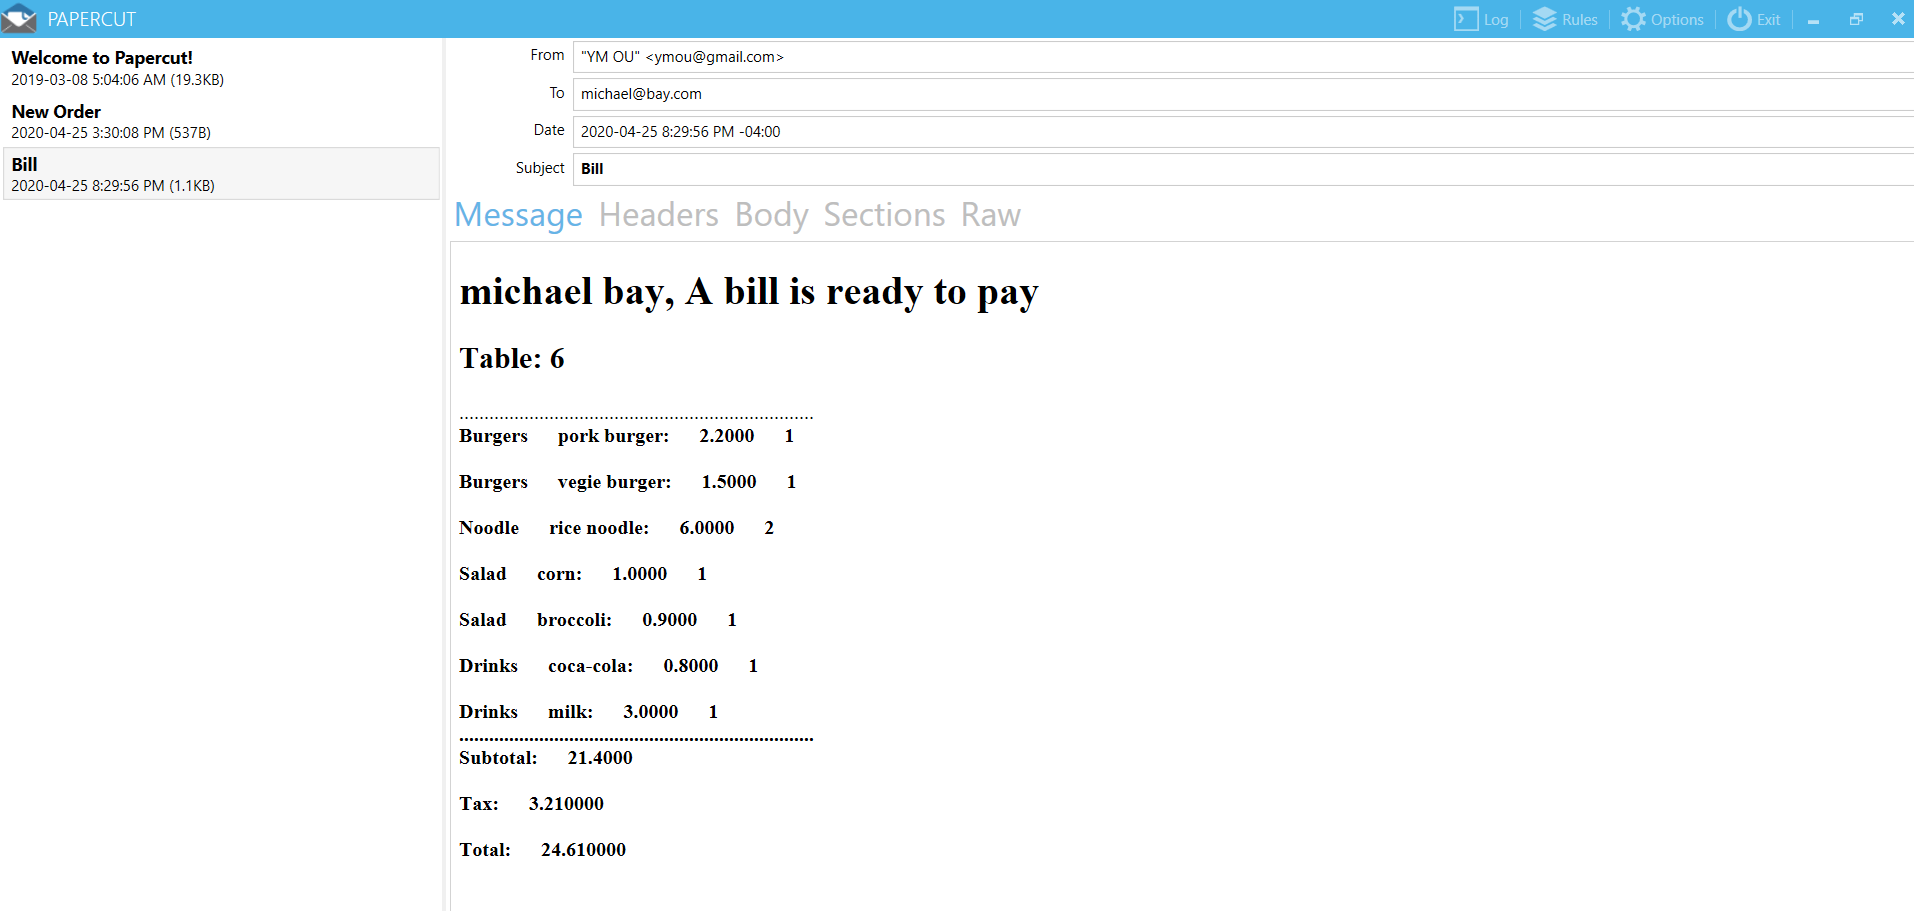 PAPERCUT
Log Rules Options Exit
Welcome to Papercut!
2019-03-08 5:04:06 AM (19.3KB)
New Order
2020-04-25 3:30:08 PM (537B)
Bill
2020-04-25 8:29:56 PM (1.1KB)
From "YM OU" <ymou@gmail.com>
To michael@bay.com
Date 2020-04-25 8:29:56 PM -04:00
Subject Bill
Message Headers Body Sections Raw
michael bay, A bill is ready to pay
Table: 6
.......................................................................
Burgers pork burger: 2.2000 1
Burgers vegie burger: 1.5000 1
Noodle rice noodle: 6.0000 2
Salad corn: 1.0000 1
Salad broccoli: 0.9000 1
Drinks coca-cola: 0.8000 1
Drinks milk: 3.0000 1
.......................................................................
Subtotal: 21.4000
Tax: 3.210000
Total: 24.610000